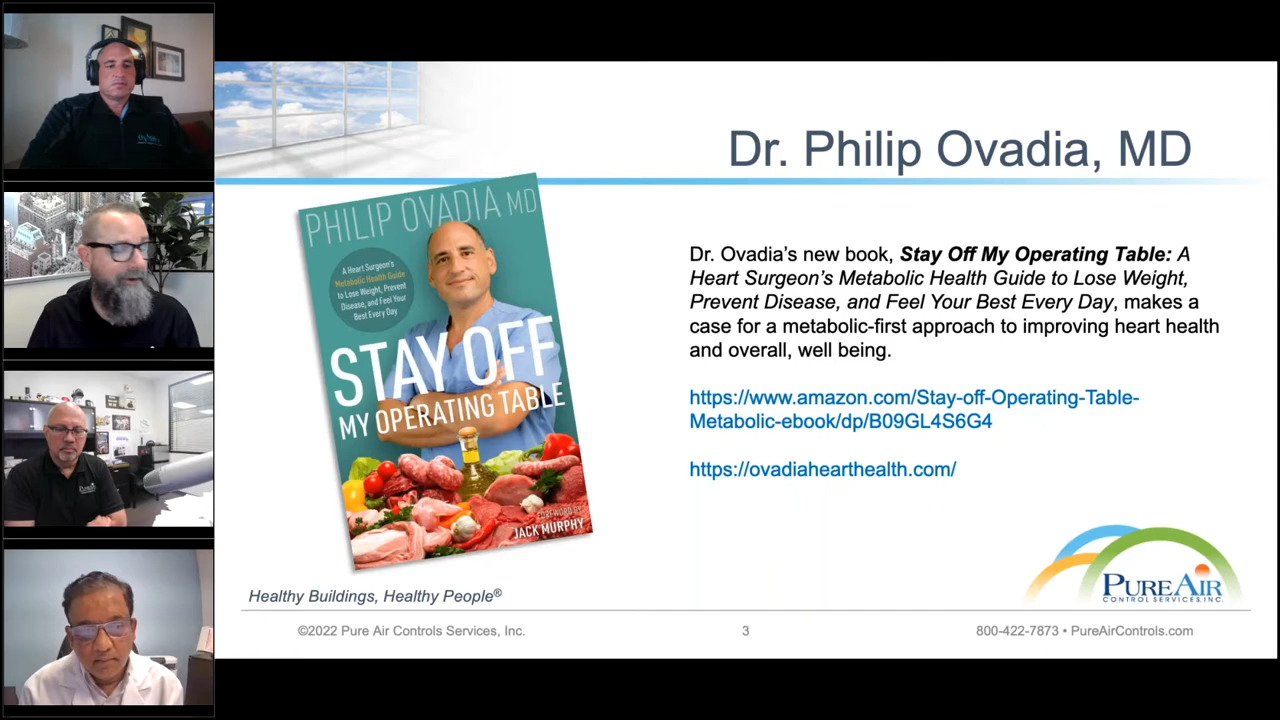 Dr. Philip Ovadia, MD
PHILIP OVADIA MD
A Heart Surgeon's
Metabolic Health Guide
to Lose Weight, Prevent
Disease, and Feel Your
Best Every Day
STAY OFF
MY OPERATING TABLE
FOREWORD BY
JACK MURPHY
Dr. Ovadia's new book, Stay Off My Operating Table: A
Heart Surgeon's Metabolic Health Guide to Lose Weight,
Prevent Disease, and Feel Your Best Every Day, makes a
case for a metabolic-first approach to improving heart health
and overall, well being.
https://www.amazon.com/Stay-off-Operating-Table-
Metabolic-ebook/dp/B09GL4S6G4
https://ovadiahearthealth.com/
PURE AIR
CONTROL SERVICES, INC.
Healthy Buildings, Healthy People®
©2022 Pure Air Controls Services, Inc.
3
800-422-7873 • PureAirControls.com